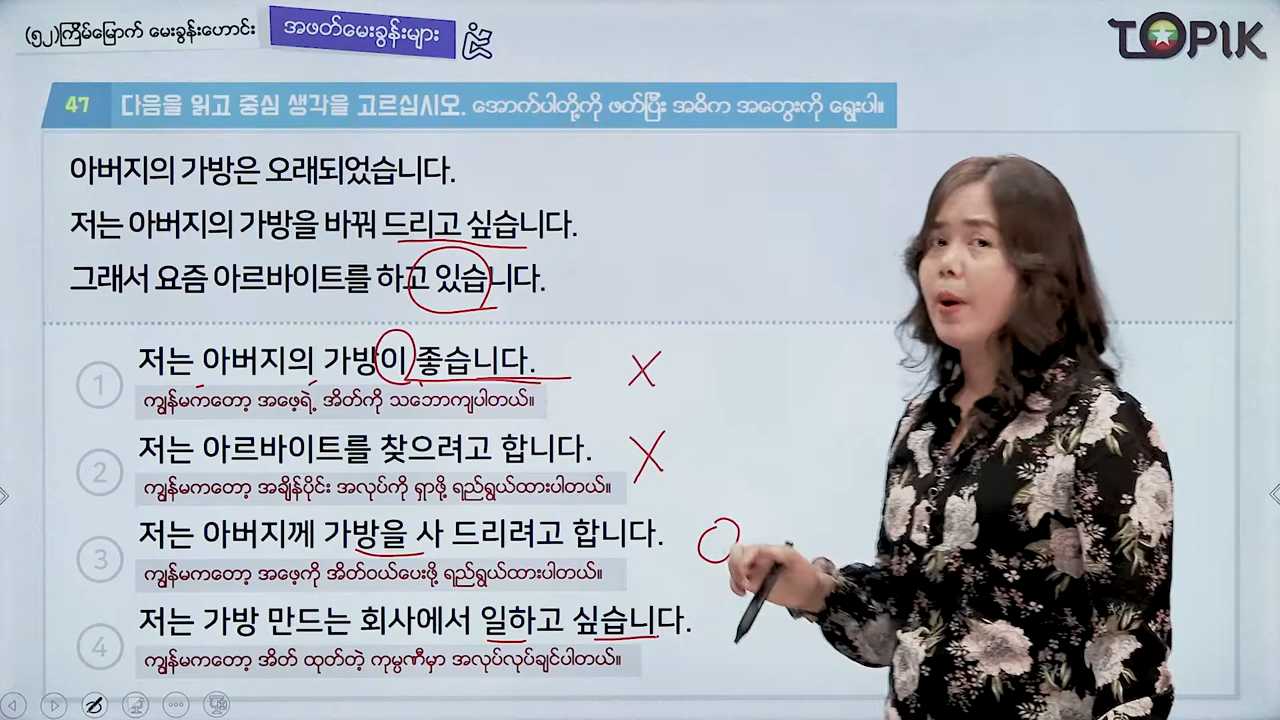 (၅၂)ကြိမ်မြောက် မေးခွန်းဟောင်း
အဖတ်မေးခွန်းများ
TOPIK
47 다음을 읽고 중심 생각을 고르십시오. အောက်ပါတို့ကို ဖတ်ပြီး အဓိက အတွေးကို ရွေးပါ။
아버지의 가방은 오래되었습니다.
저는 아버지의 가방을 바꿔 드리고 싶습니다.
그래서 요즘 아르바이트를 하고 있습니다.
1 저는 아버지의 가방이 좋습니다.
ကျွန်မကတော့ အဖေ့ရဲ့ အိတ်ကို သဘောကျပါတယ်။
2 저는 아르바이트를 찾으려고 합니다.
ကျွန်မကတော့ အချိန်ပိုင်း အလုပ်ကို ရှာဖို့ ရည်ရွယ်ထားပါတယ်။
3 저는 아버지께 가방을 사 드리려고 합니다.
ကျွန်မကတော့ အဖေ့ကို အိတ်ဝယ်ပေးဖို့ ရည်ရွယ်ထားပါတယ်။
4 저는 가방 만드는 회사에서 일하고 싶습니다.
ကျွန်မကတော့ အိတ် ထုတ်တဲ့ ကုမ္ပဏီမှာ အလုပ်လုပ်ချင်ပါတယ်။